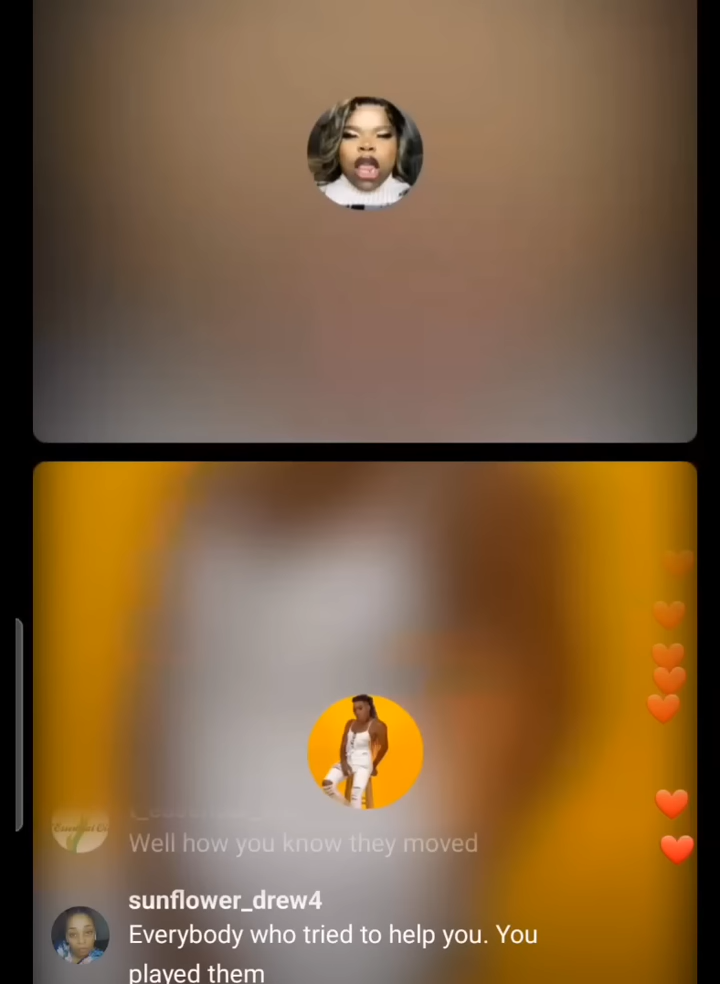 Well how you know they moved
sunflower_drew4
Everybody who tried to help you. You
played them